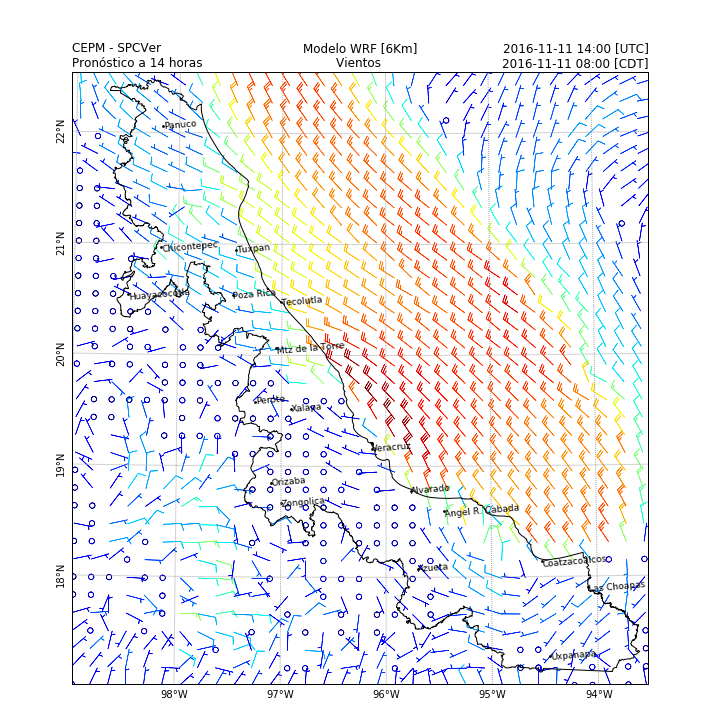 CEPM - SPCVer Modelo WRF [6Km] 2016-11-11 14:00 [UTC]
Pronóstico a 14 horas Vientos 2016-11-11 08:00 [CDT]
22°N
Panuco
21°N
Chicontepec Tuxpan
Huayacocotla Poza Rica Tecolutla
20°N
Mtz de la Torre
Perote Xalapa
Veracruz
19°N
Orizaba Alvarado
Zongolica Angel R. Cabada
18°N
Azueta Coatzacoalcos
Las Choapas
Uxpanapa
98°W 97°W 96°W 95°W 94°W